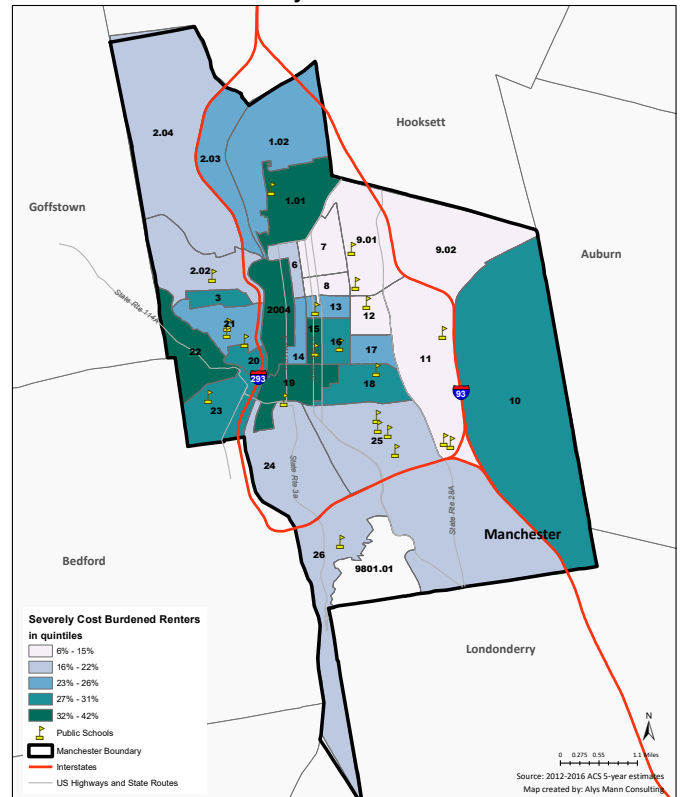 Hooksett
Goffstown
Auburn
Bedford
Londonderry
Manchester
2.04
2.03
1.02
1.01
7
9.01
9.02
6
2.02
8
3
2004
13
12
21
15
16
11
22
20
14
17
293
19
18
93
10
23
25
24
26
9801.01
State Rte 114A
State Rte 3a
State Rte 28A
Severely Cost Burdened Renters
in quintiles
6% - 15%
16% - 22%
23% - 26%
27% - 31%
32% - 42%
Public Schools
Manchester Boundary
Interstates
US Highways and State Routes
N
0 0.275 0.55 1.1 Miles
Source: 2012-2016 ACS 5-year estimates
Map created by: Alys Mann Consulting